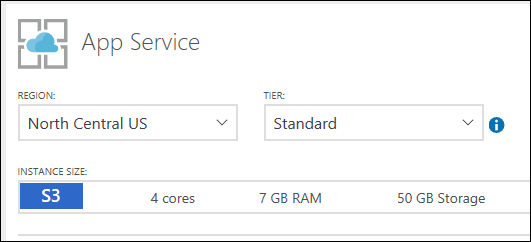 App Service
REGION: TIER:
North Central US Standard
INSTANCE SIZE:
S3 4 cores 7 GB RAM 50 GB Storage